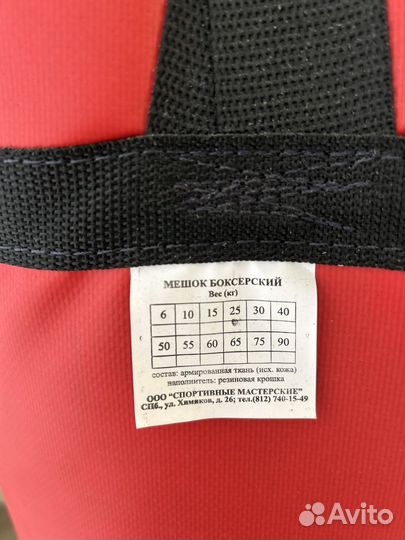 МЕШОК БОКСЕРСКИЙ
Вес (кг)
6 10 15 25 30 40
50 55 60 65 75 90
состав: армированная ткань (исх. кожа)
наполнитель: резиновая крошка
ООО "СПОРТИВНЫЕ МАСТЕРСКИЕ"
СПб., ул. Химиков, д. 26; тел.(812) 740-15-49
Avito